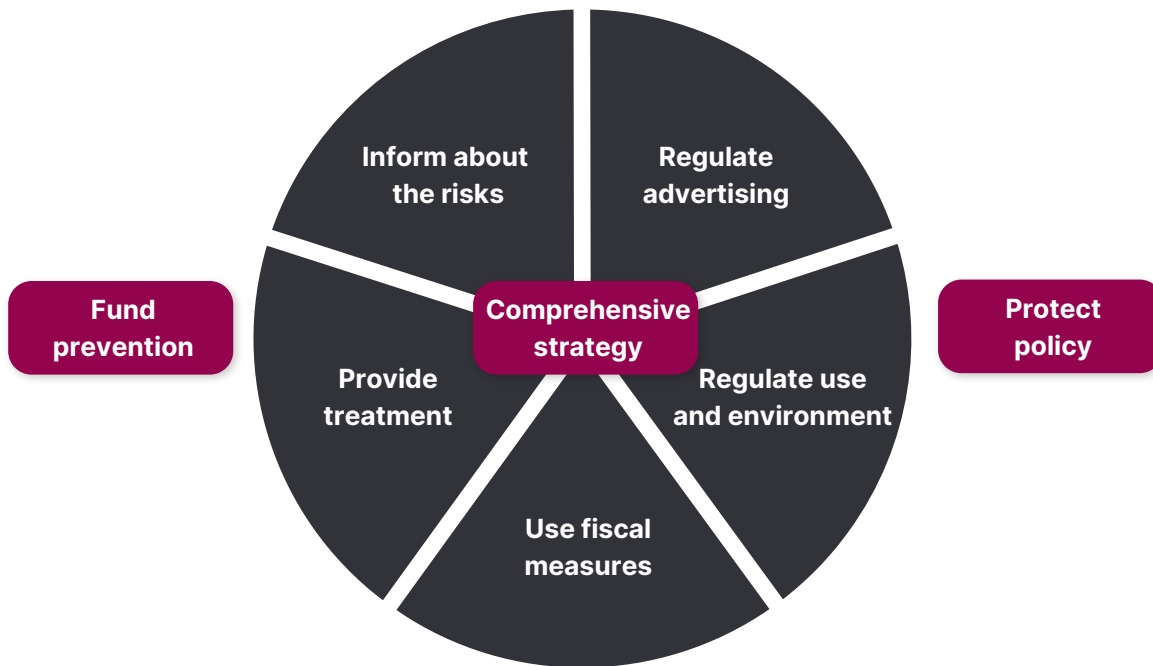 Inform about
the risks
Regulate
advertising
Fund
prevention
Comprehensive
strategy
Protect
policy
Provide
treatment
Regulate use
and environment
Use fiscal
measures